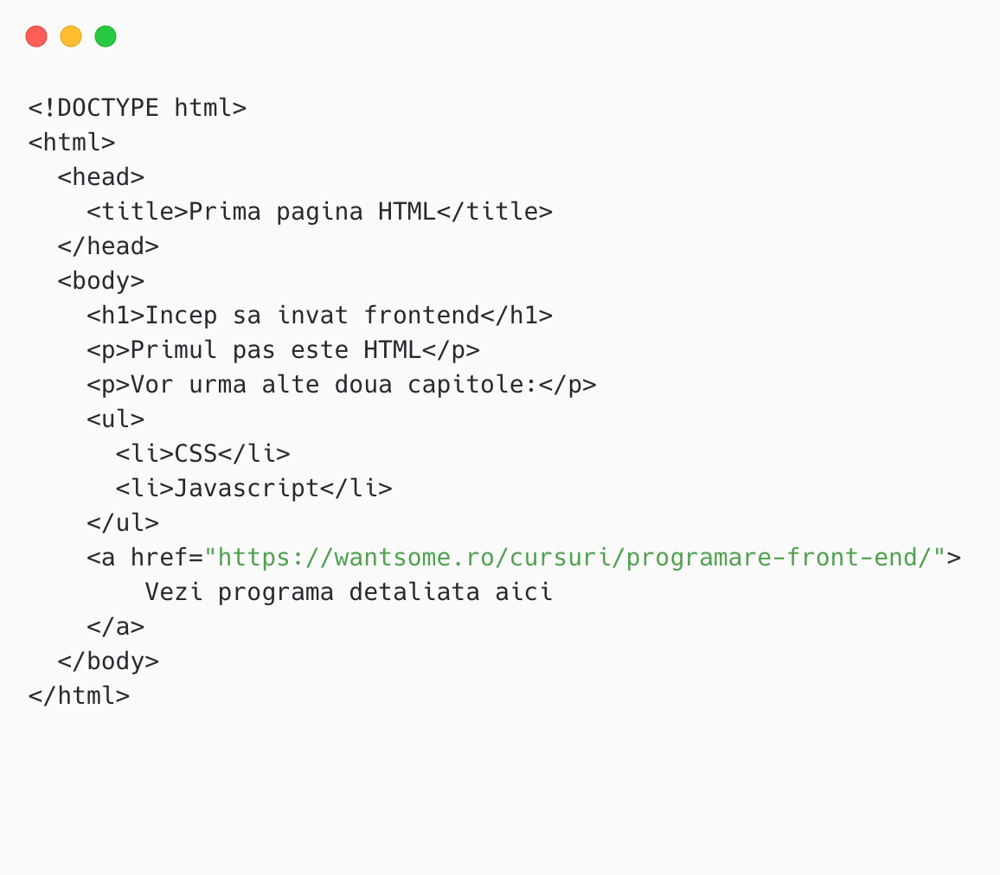 <!DOCTYPE html>
<html>
  <head>
    <title>Prima pagina HTML</title>
  </head>
  <body>
    <h1>Incep sa invat frontend</h1>
    <p>Primul pas este HTML</p>
    <p>Vor urma alte doua capitole:</p>
    <ul>
      <li>CSS</li>
      <li>Javascript</li>
    </ul>
    <a href="https://wantsome.ro/cursuri/programare-front-end/">
        Vezi programa detaliata aici
    </a>
  </body>
</html>